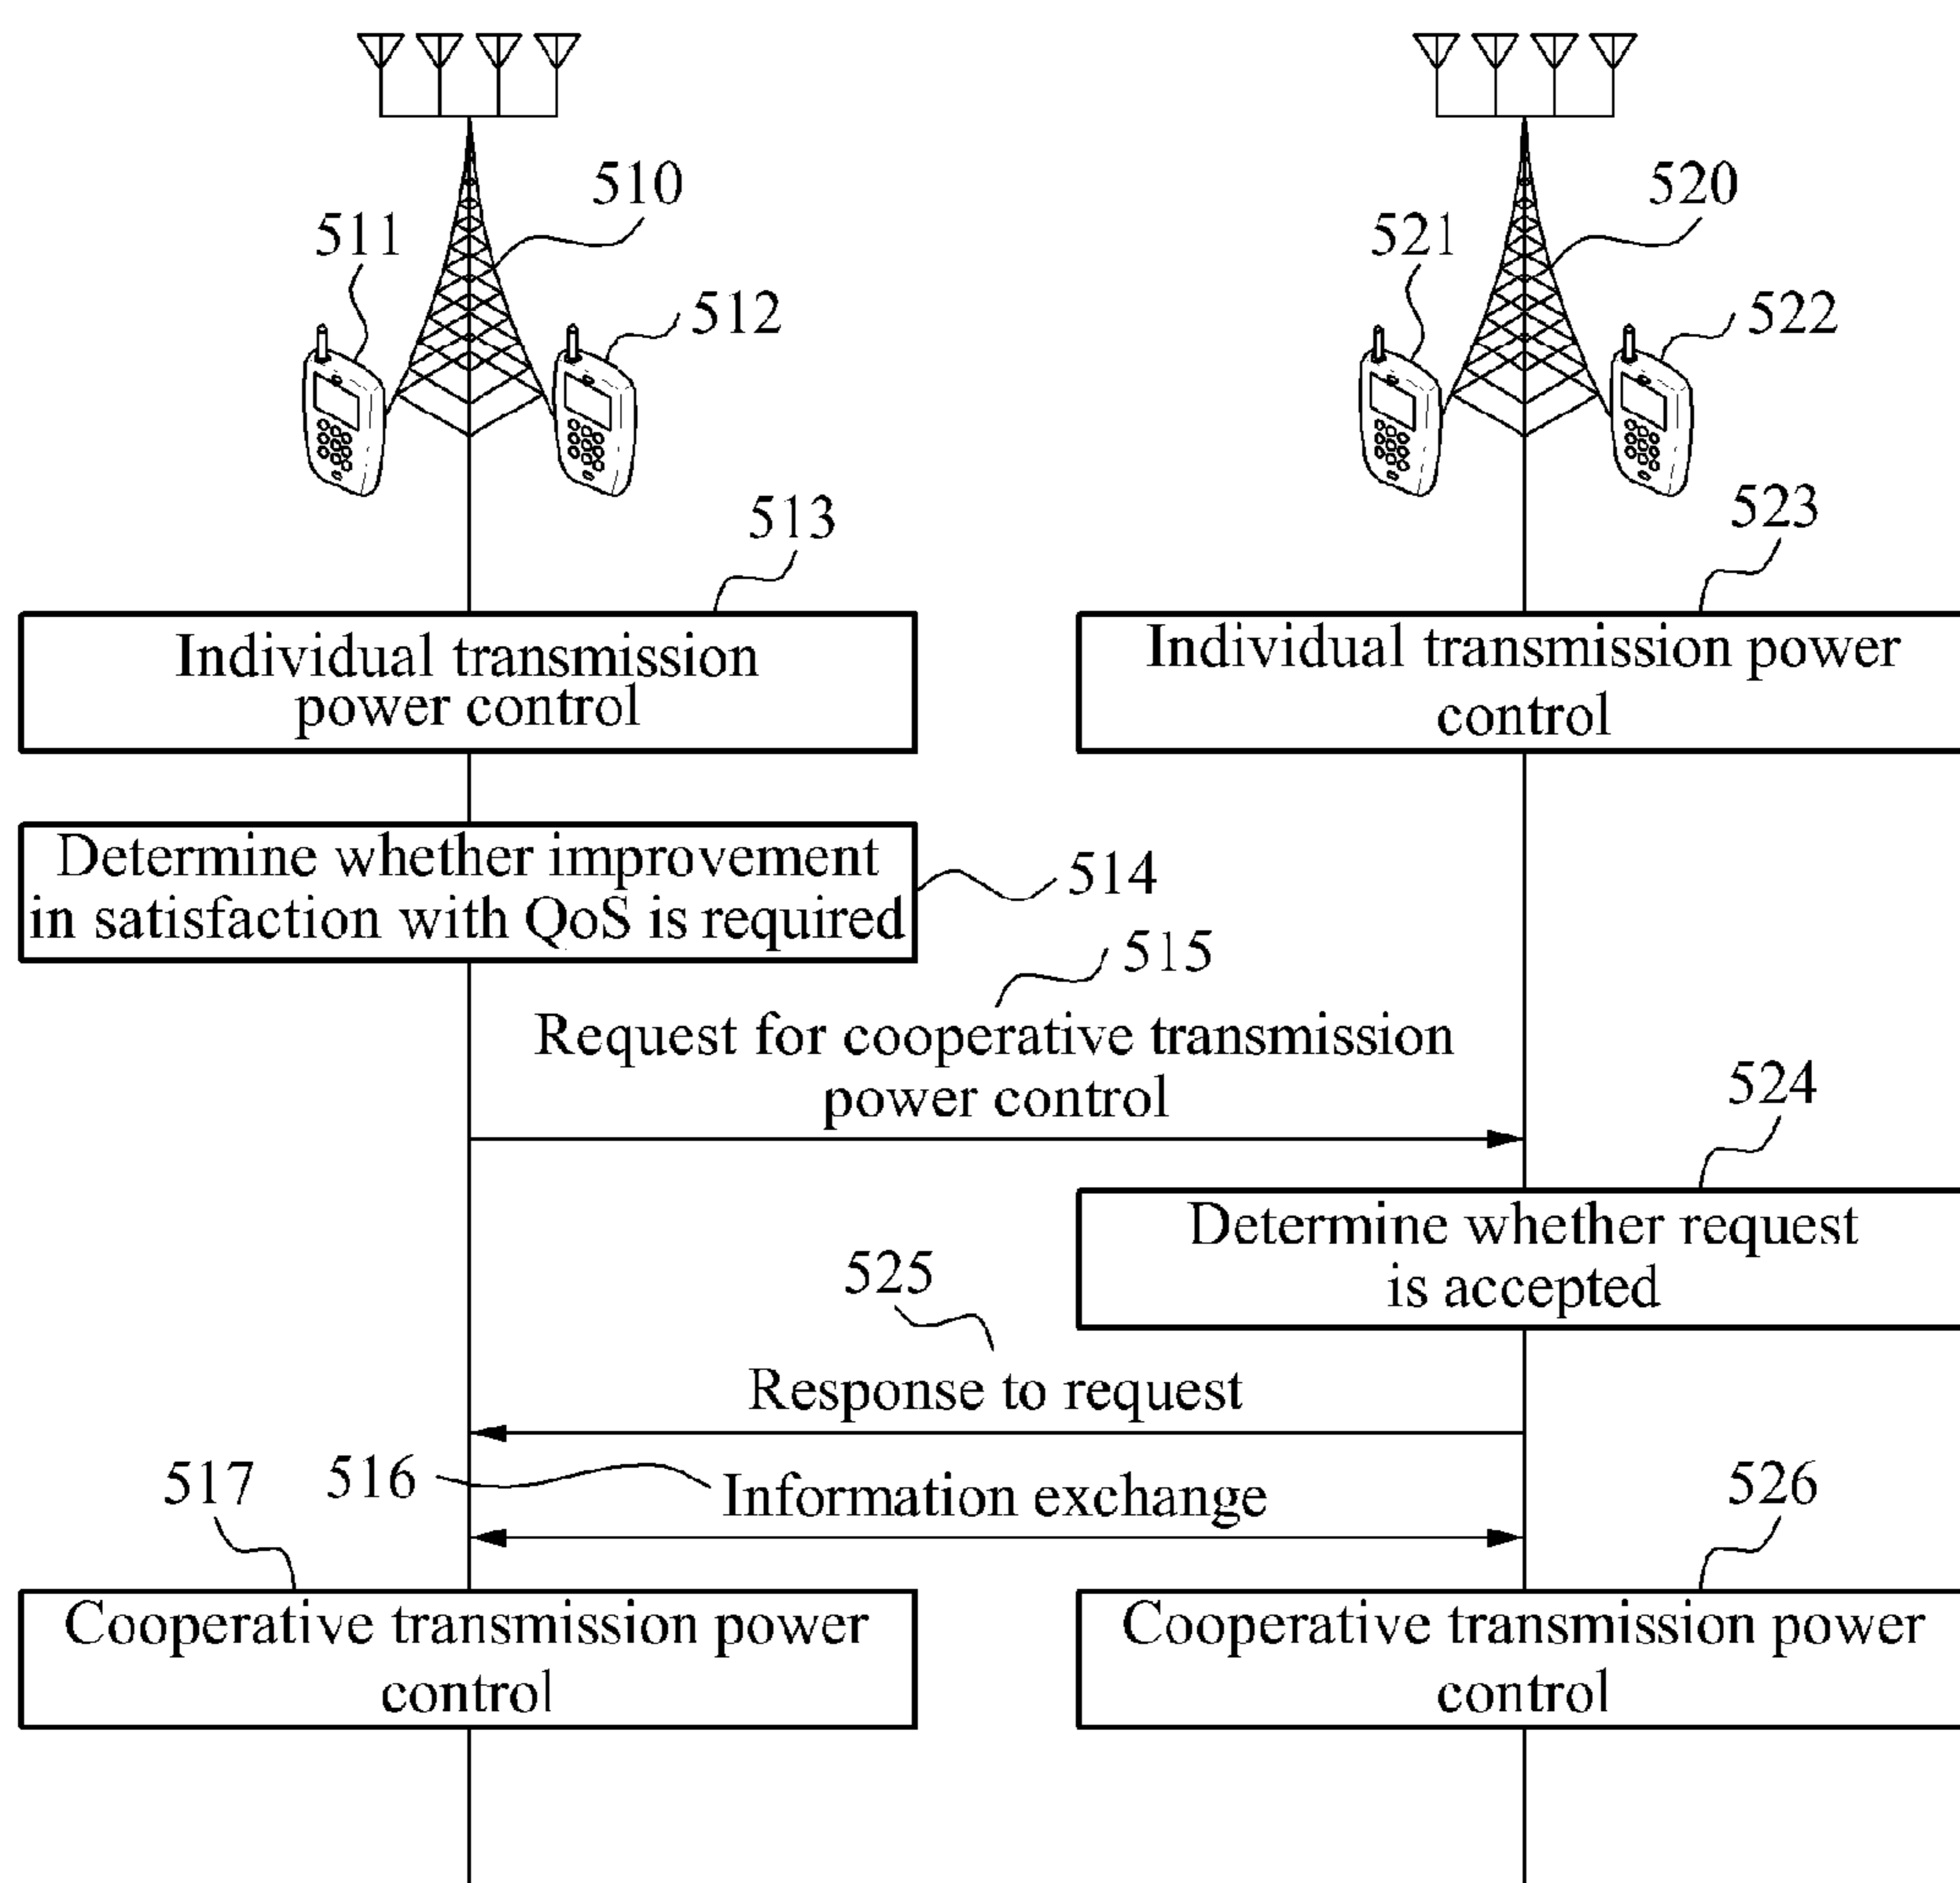 510
520
511
521
512
522
513
523
Individual transmission
power control
Individual transmission power
control
Determine whether improvement
in satisfaction with QoS is required
514
515
Request for cooperative transmission
power control
524
Determine whether request
is accepted
525
Response to request
517
516
Information exchange
526
Cooperative transmission power
control
Cooperative transmission power
control